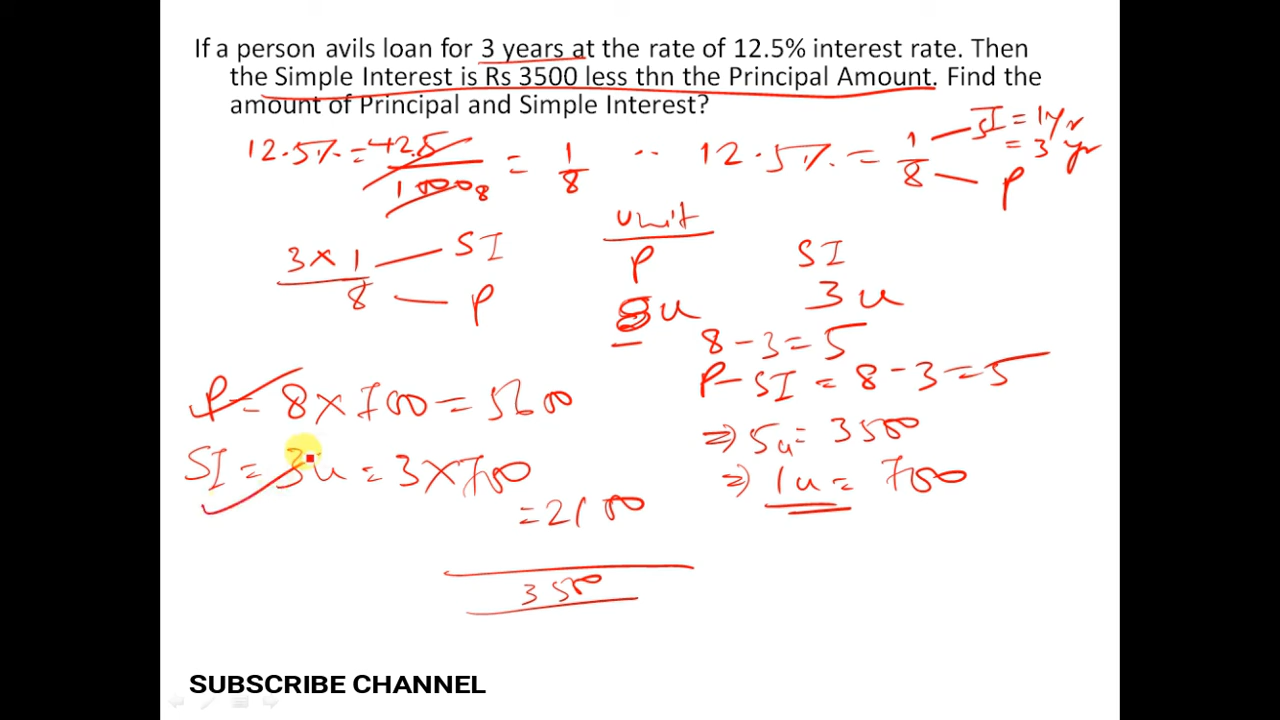 If a person avils loan for 3 years at the rate of 12.5% interest rate. Then
the Simple Interest is Rs 3500 less thn the Principal Amount. Find the
amount of Principal and Simple Interest?
12.5% = 12.5 / 1000 8 = 1/8 ∵ 12.5% = 1/8 — SI = 1 yr
= 3 yr
— P
Unit
3 × 1 / 8 — SI
— P
P SI
8u 3u
8 - 3 = 5
P - SI = 8 - 3 = 5
P = 8 × 700 = 5600
⇒ 5u = 3500
SI = 3u = 3 × 700
⇒ 1u = 700
= 2100
3500
SUBSCRIBE CHANNEL